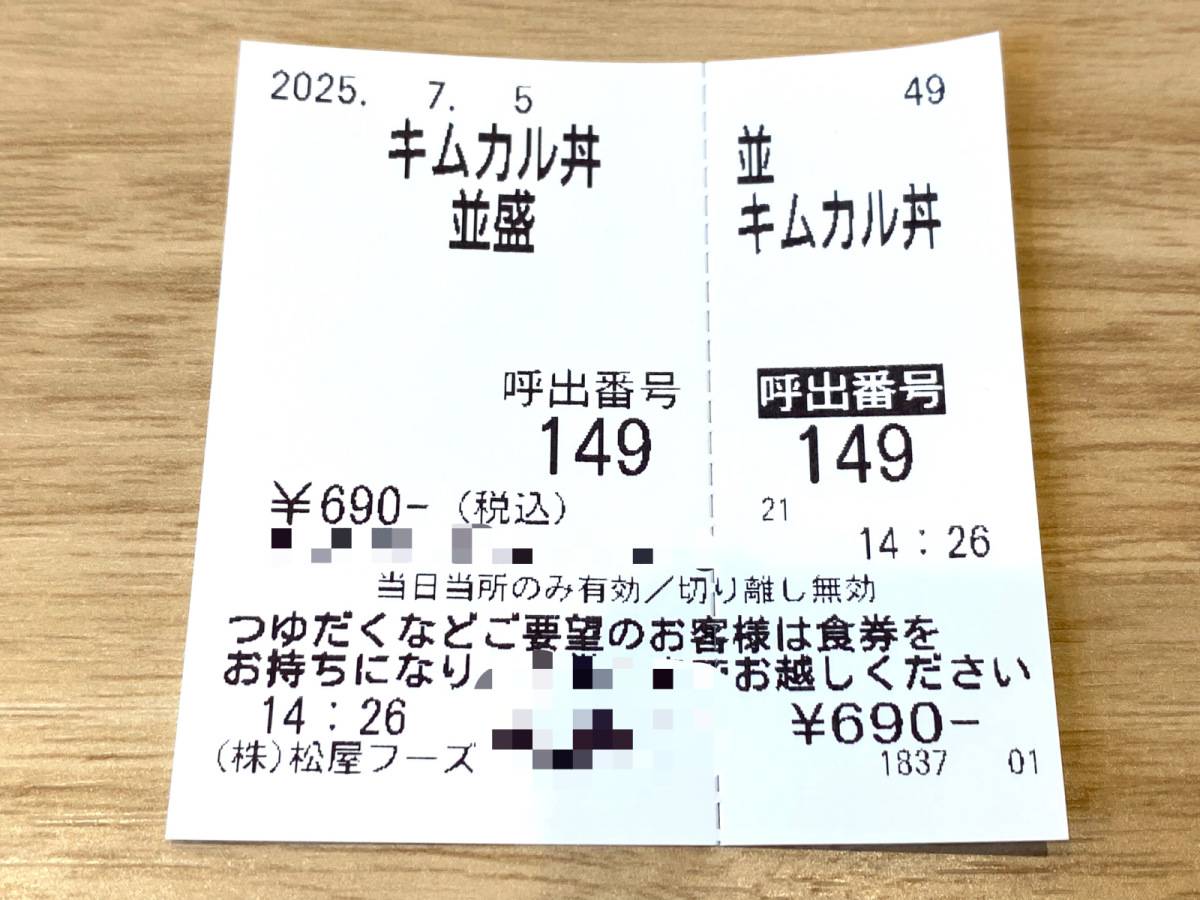 2025. 7. 5
キムカル丼
並盛
呼出番号
149
¥690-（税込）
当日当所のみ有効／切り離し無効
つゆだくなどご要望のお客様は食券を
お持ちになり
お越しください
14：26
（株）松屋フーズ
49
並
キムカル丼
呼出番号
149
21
14：26
¥690-
1837 01